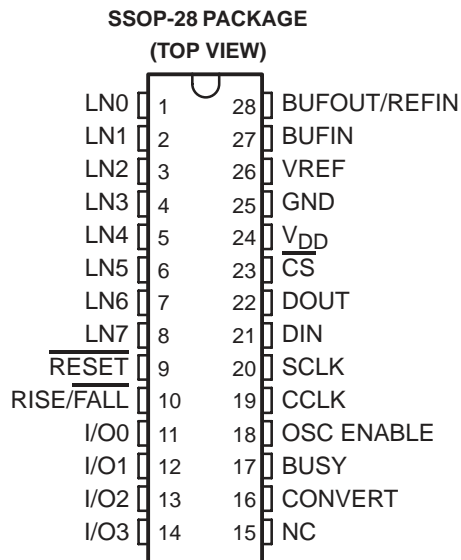 SSOP-28 PACKAGE
(TOP VIEW)
LN0 1 28 BUFOUT/REFIN
LN1 2 27 BUFIN
LN2 3 26 VREF
LN3 4 25 GND
LN4 5 24 VDD
LN5 6 23 CS
LN6 7 22 DOUT
LN7 8 21 DIN
RESET 9 20 SCLK
RISE/FALL 10 19 CCLK
I/O0 11 18 OSC ENABLE
I/O1 12 17 BUSY
I/O2 13 16 CONVERT
I/O3 14 15 NC